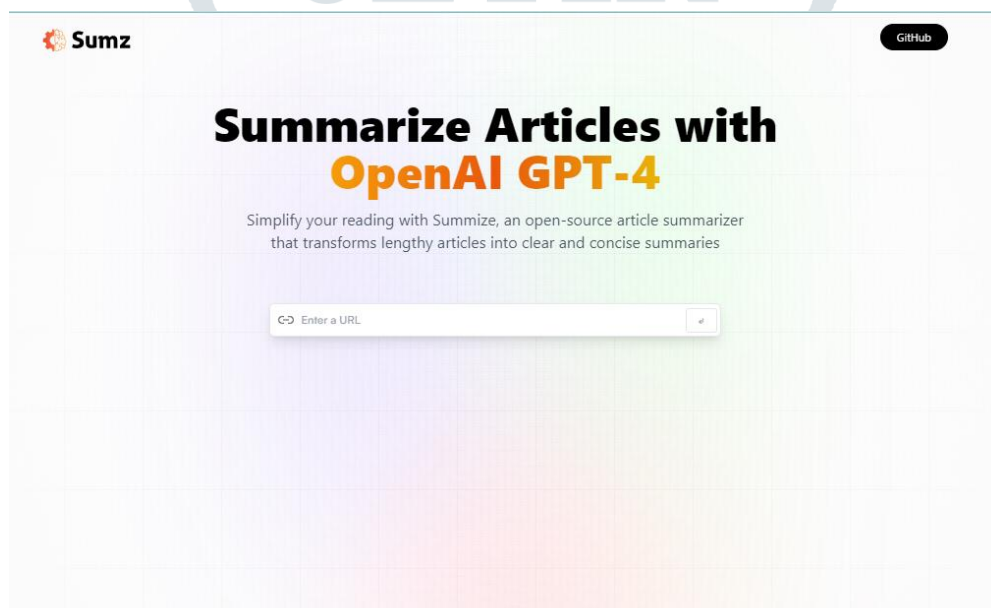 Sumz
GitHub
Summarize Articles with
OpenAI GPT-4
Simplify your reading with Summize, an open-source article summarizer
that transforms lengthy articles into clear and concise summaries
Enter a URL